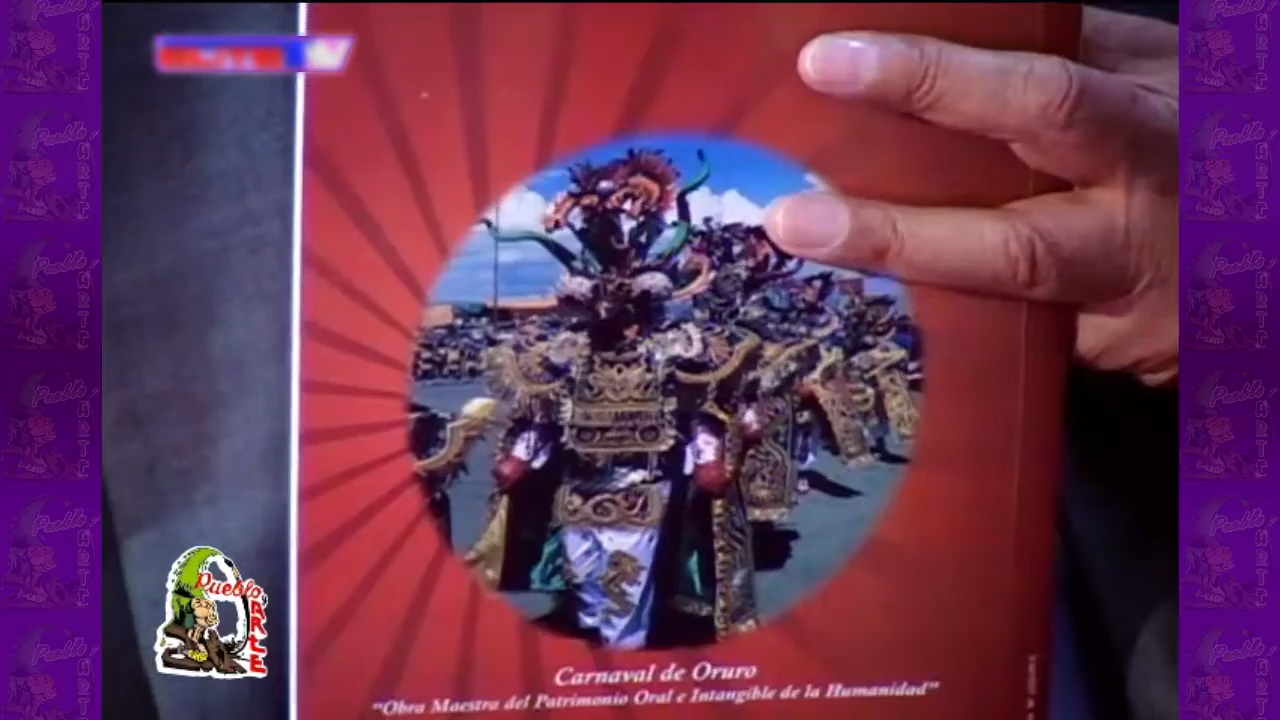 Pueblo
ARTE
Carnaval de Oruro
"Obra Maestra del Patrimonio Oral e Intangible de la Humanidad"